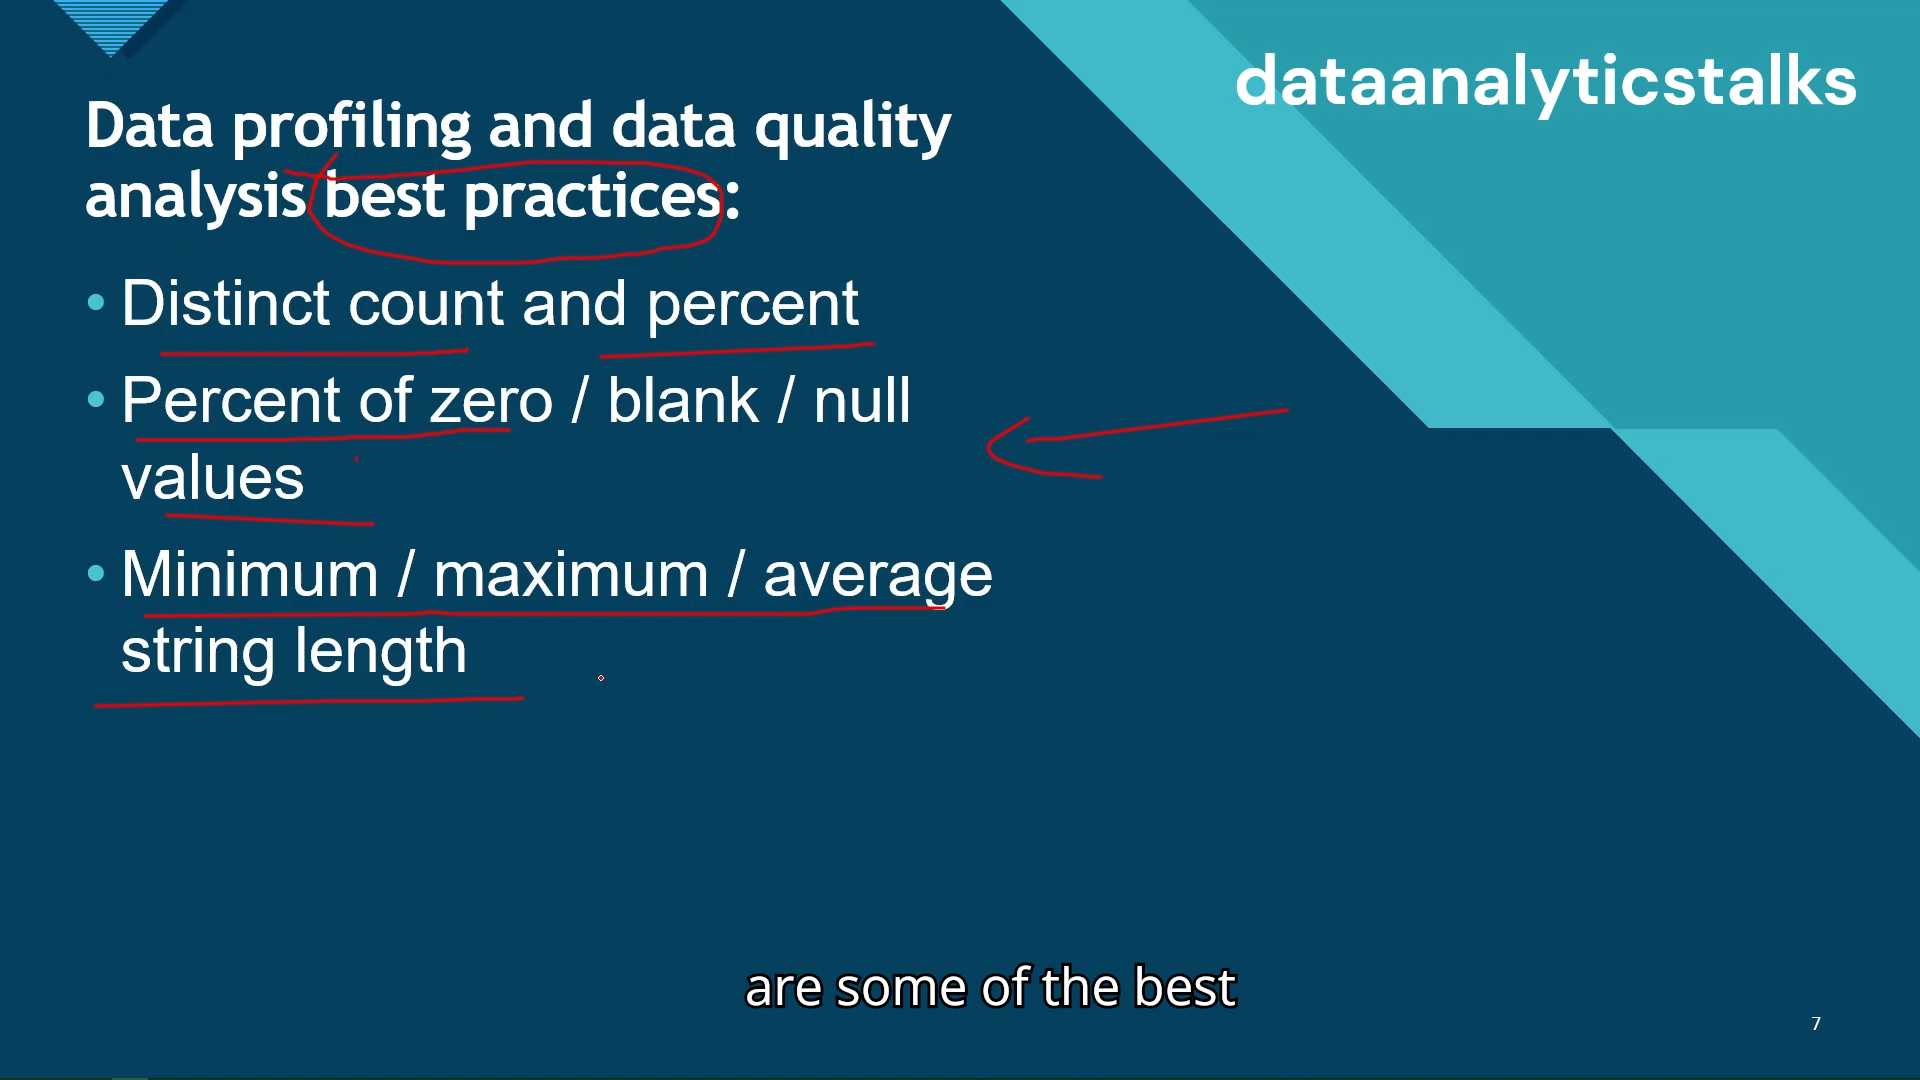 dataanalyticstalks
Data profiling and data quality
analysis best practices:
• Distinct count and percent
• Percent of zero / blank / null
values
• Minimum / maximum / average
string length
are some of the best
7